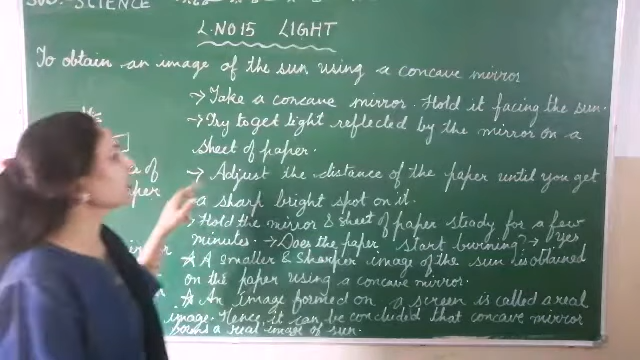 SCIENCE
L.NO15 LIGHT
To obtain an image of the sun using a concave mirror
→ Take a concave mirror. Hold it facing the sun.
→ Try to get light reflected by the mirror on a
sheet of paper.
→ Adjust the distance of the paper until you get
a sharp bright spot on it.
Hold the mirror & sheet of paper steady for a few
minutes. → Does the paper start burning? → Yes
* A smaller & sharper image of the sun is obtained
on the paper using a concave mirror.
* An image formed on a screen is called a real
image. Hence it can be concluded that concave mirror
forms a real image of sun.
of